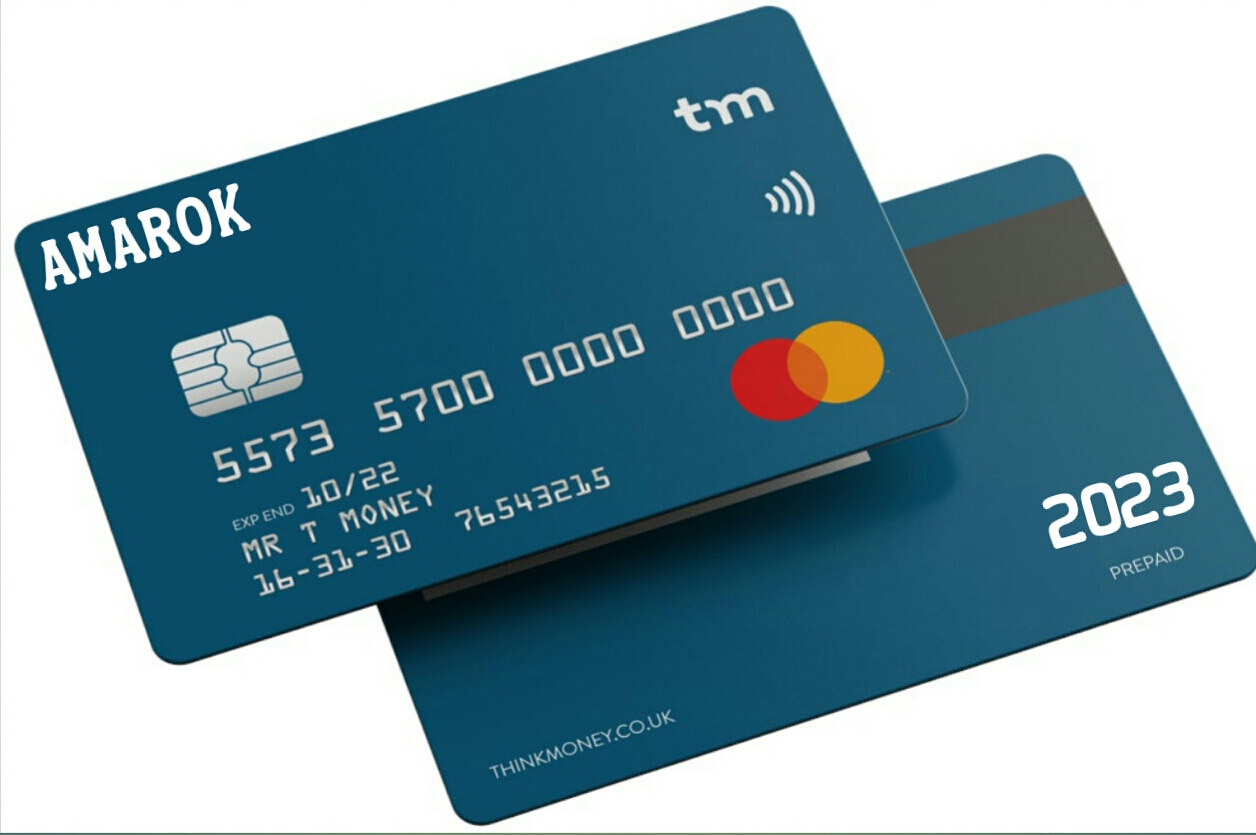 tm
AMAROK
5573 5700 0000 0000
EXP END 10/22
MR T MONEY
16-31-30 76543215
2023
PREPAID
THINKMONEY.CO.UK